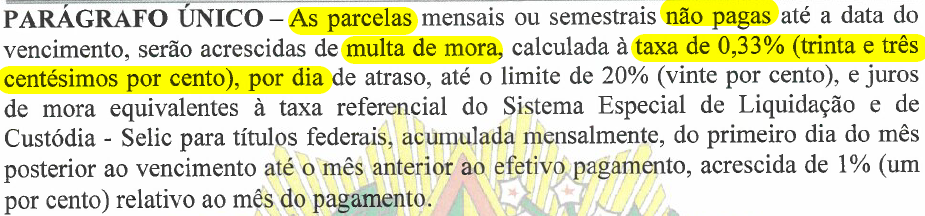 PARÁGRAFO ÚNICO – As parcelas mensais ou semestrais não pagas até a data do
vencimento, serão acrescidas de multa de mora, calculada à taxa de 0,33% (trinta e três
centésimos por cento), por dia de atraso, até o limite de 20% (vinte por cento), e juros
de mora equivalentes à taxa referencial do Sistema Especial de Liquidação e de
Custódia - Selic para títulos federais, acumulada mensalmente, do primeiro dia do mês
posterior ao vencimento até o mês anterior ao efetivo pagamento, acrescida de 1% (um
por cento) relativo ao mês do pagamento.